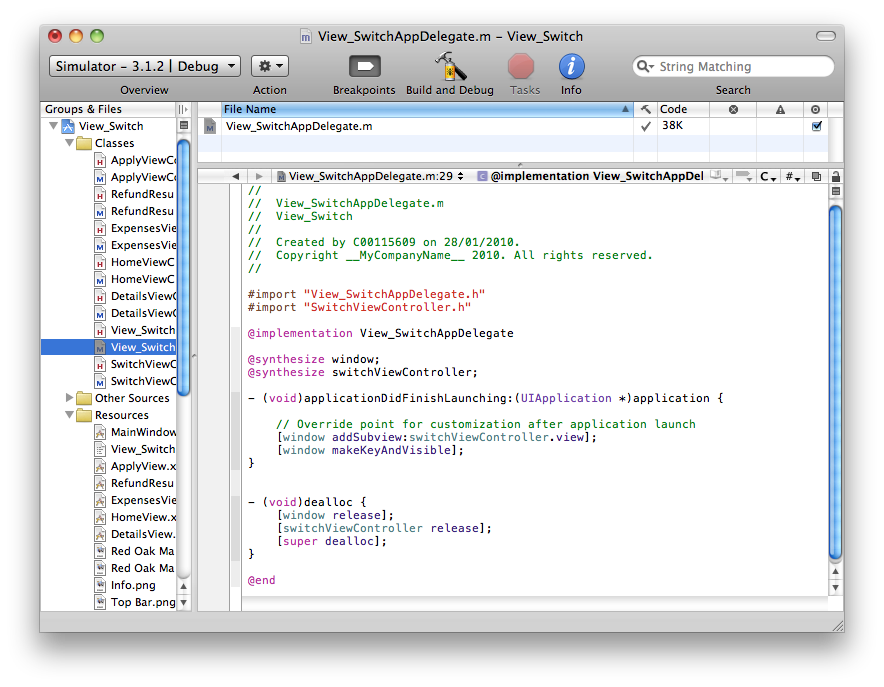 View_SwitchAppDelegate.m – View_Switch
Simulator – 3.1.2 | Debug
String Matching
Overview
Action
Breakpoints
Build and Debug
Tasks
Info
Search
Groups & Files
File Name
Code
View_SwitchAppDelegate.m
38K
View_Switch
Classes
ApplyViewCo
ApplyViewCo
RefundResu
RefundResu
ExpensesVie
ExpensesVie
HomeViewC
HomeViewC
DetailsViewC
DetailsViewC
View_Switch
View_Switch
SwitchViewC
SwitchViewC
Other Sources
Resources
MainWindow
View_Switch
ApplyView.x
RefundResu
ExpensesVie
HomeView.x
DetailsView.
Red Oak Ma
Red Oak Ma
Info.png
Top Bar.png
View_SwitchAppDelegate.m:29
@implementation View_SwitchAppDel
C
#
//
//  View_SwitchAppDelegate.m
//  View_Switch
//
//  Created by C00115609 on 28/01/2010.
//  Copyright __MyCompanyName__ 2010. All rights reserved.
//
#import "View_SwitchAppDelegate.h"
#import "SwitchViewController.h"
@implementation View_SwitchAppDelegate
@synthesize window;
@synthesize switchViewController;
- (void)applicationDidFinishLaunching:(UIApplication *)application {
    // Override point for customization after application launch
    [window addSubview:switchViewController.view];
    [window makeKeyAndVisible];
}
- (void)dealloc {
    [window release];
    [switchViewController release];
    [super dealloc];
}
@end